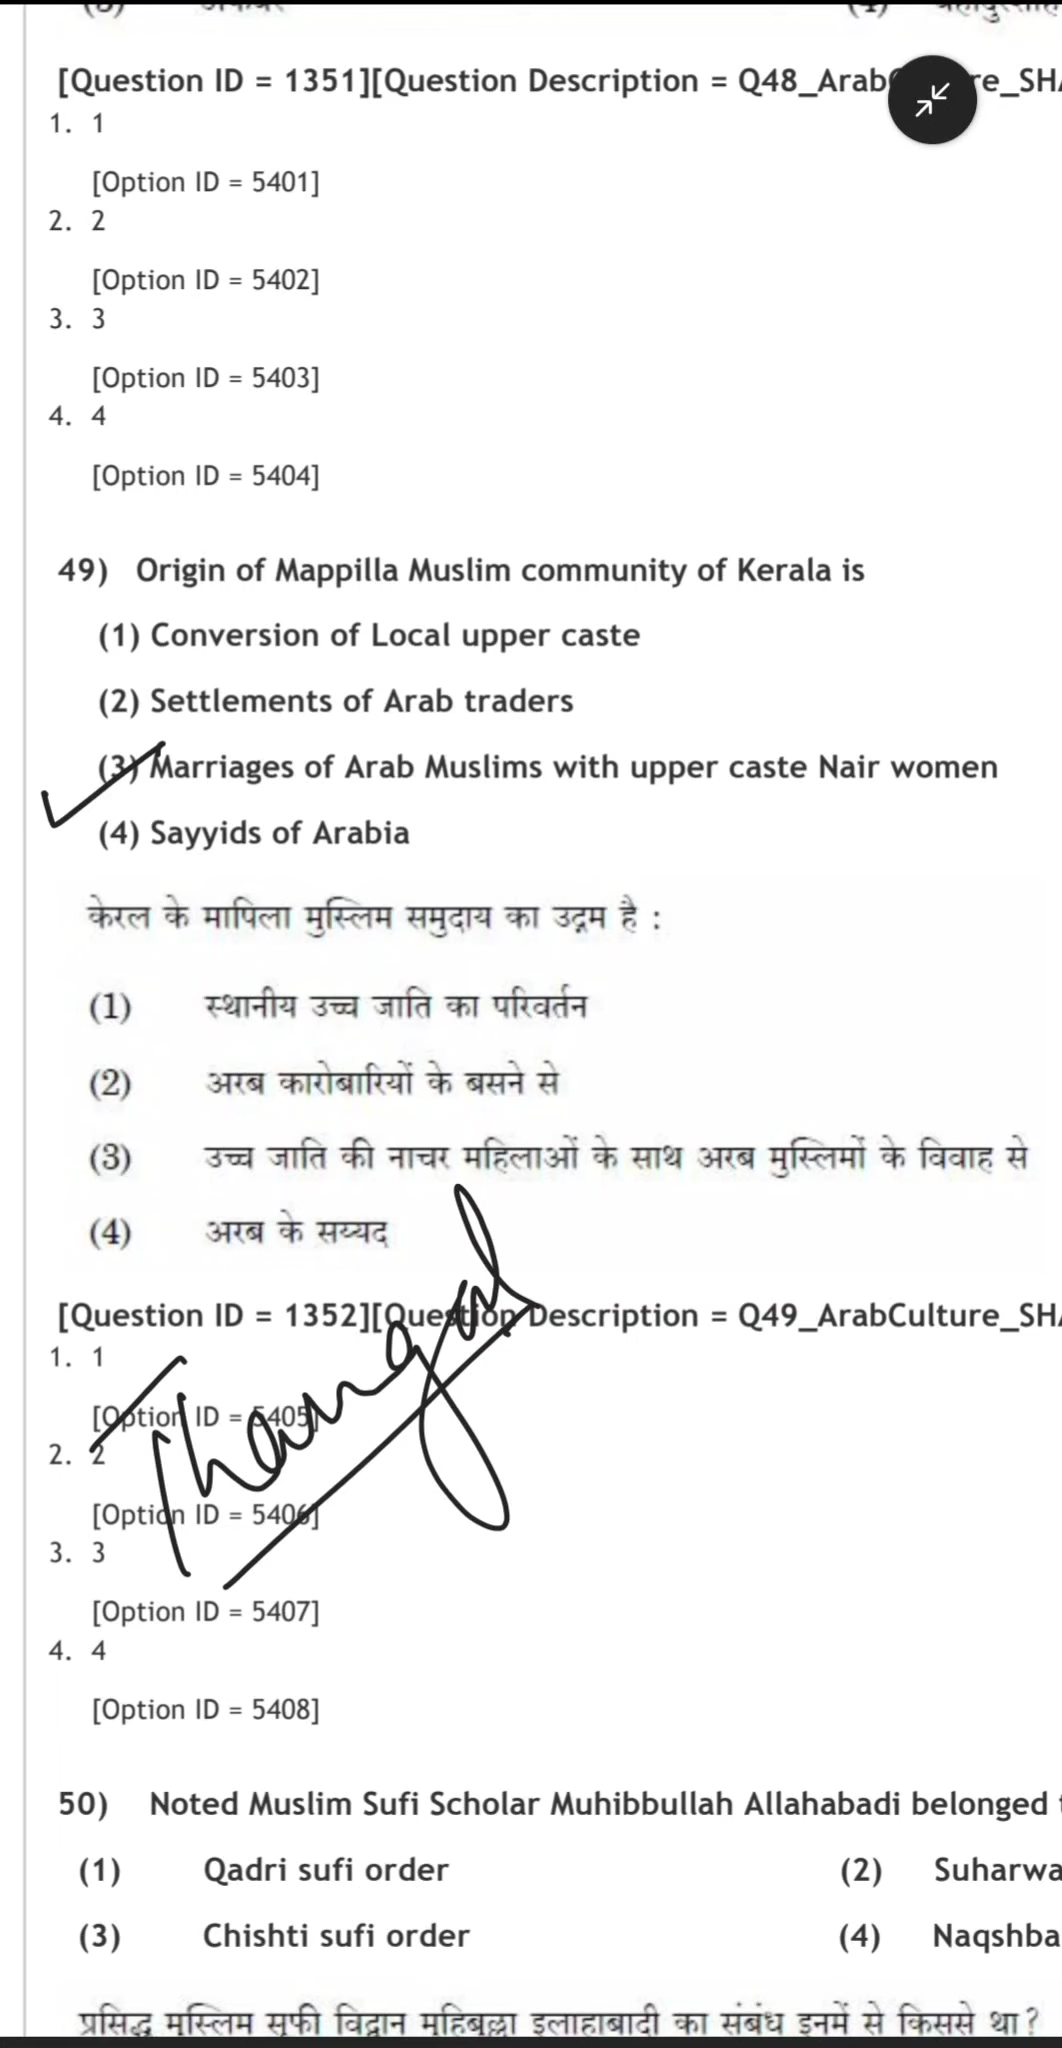 [Question ID = 1351][Question Description = Q48_Arab re_SH
1. 1
[Option ID = 5401]
2. 2
[Option ID = 5402]
3. 3
[Option ID = 5403]
4. 4
[Option ID = 5404]
49) Origin of Mappilla Muslim community of Kerala is
(1) Conversion of Local upper caste
(2) Settlements of Arab traders
(3) Marriages of Arab Muslims with upper caste Nair women
(4) Sayyids of Arabia
केरल के मापिला मुस्लिम समुदाय का उद्गम है :
(1) स्थानीय उच्च जाति का परिवर्तन
(2) अरब कारोबारियों के बसने से
(3) उच्च जाति की नाचर महिलाओं के साथ अरब मुस्लिमों के विवाह से
(4) अरब के सय्यद
[Question ID = 1352][Question Description = Q49_ArabCulture_SH
1. 1
[Option ID = 5405]
2. 2
Thangal
[Option ID = 5406]
3. 3
[Option ID = 5407]
4. 4
[Option ID = 5408]
50) Noted Muslim Sufi Scholar Muhibbullah Allahabadi belonged
(1) Qadri sufi order (2) Suharwa
(3) Chishti sufi order (4) Naqshba
प्रसिद्ध मुस्लिम सूफी विद्वान मुहिबुल्ला इलाहाबादी का संबंध इनमें से किससे था?